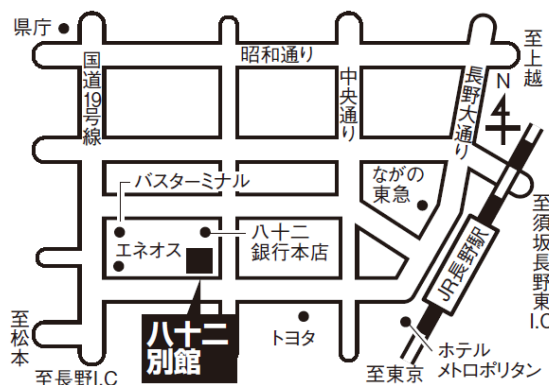 県庁
昭和通り
至上越
国道19号線
中央通り
長野大通り
N
バスターミナル
ながの
東急
エネオス
八十二
銀行本店
JR長野駅
至須坂長野東I.C
至松本
八十二
別館
トヨタ
ホテル
メトロポリタン
至長野I.C
至東京